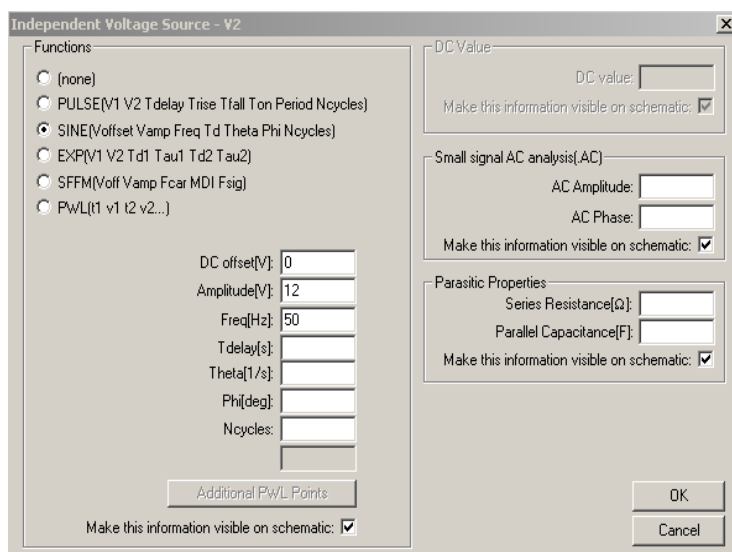 Independent Voltage Source - V2
Functions
(none)
PULSE(V1 V2 Tdelay Trise Tfall Ton Period Ncycles)
SINE(Voffset Vamp Freq Td Theta Phi Ncycles)
EXP(V1 V2 Td1 Tau1 Td2 Tau2)
SFFM(Voff Vamp Fcar MDI Fsig)
PWL(t1 v1 t2 v2...)
DC offset[V]: 0
Amplitude[V]: 12
Freq[Hz]: 50
Tdelay[s]:
Theta[1/s]:
Phi[deg]:
Ncycles:
Additional PWL Points
Make this information visible on schematic:
DC Value
DC value:
Make this information visible on schematic:
Small signal AC analysis(.AC)
AC Amplitude:
AC Phase:
Make this information visible on schematic:
Parasitic Properties
Series Resistance[Ω]:
Parallel Capacitance[F]:
Make this information visible on schematic:
OK
Cancel